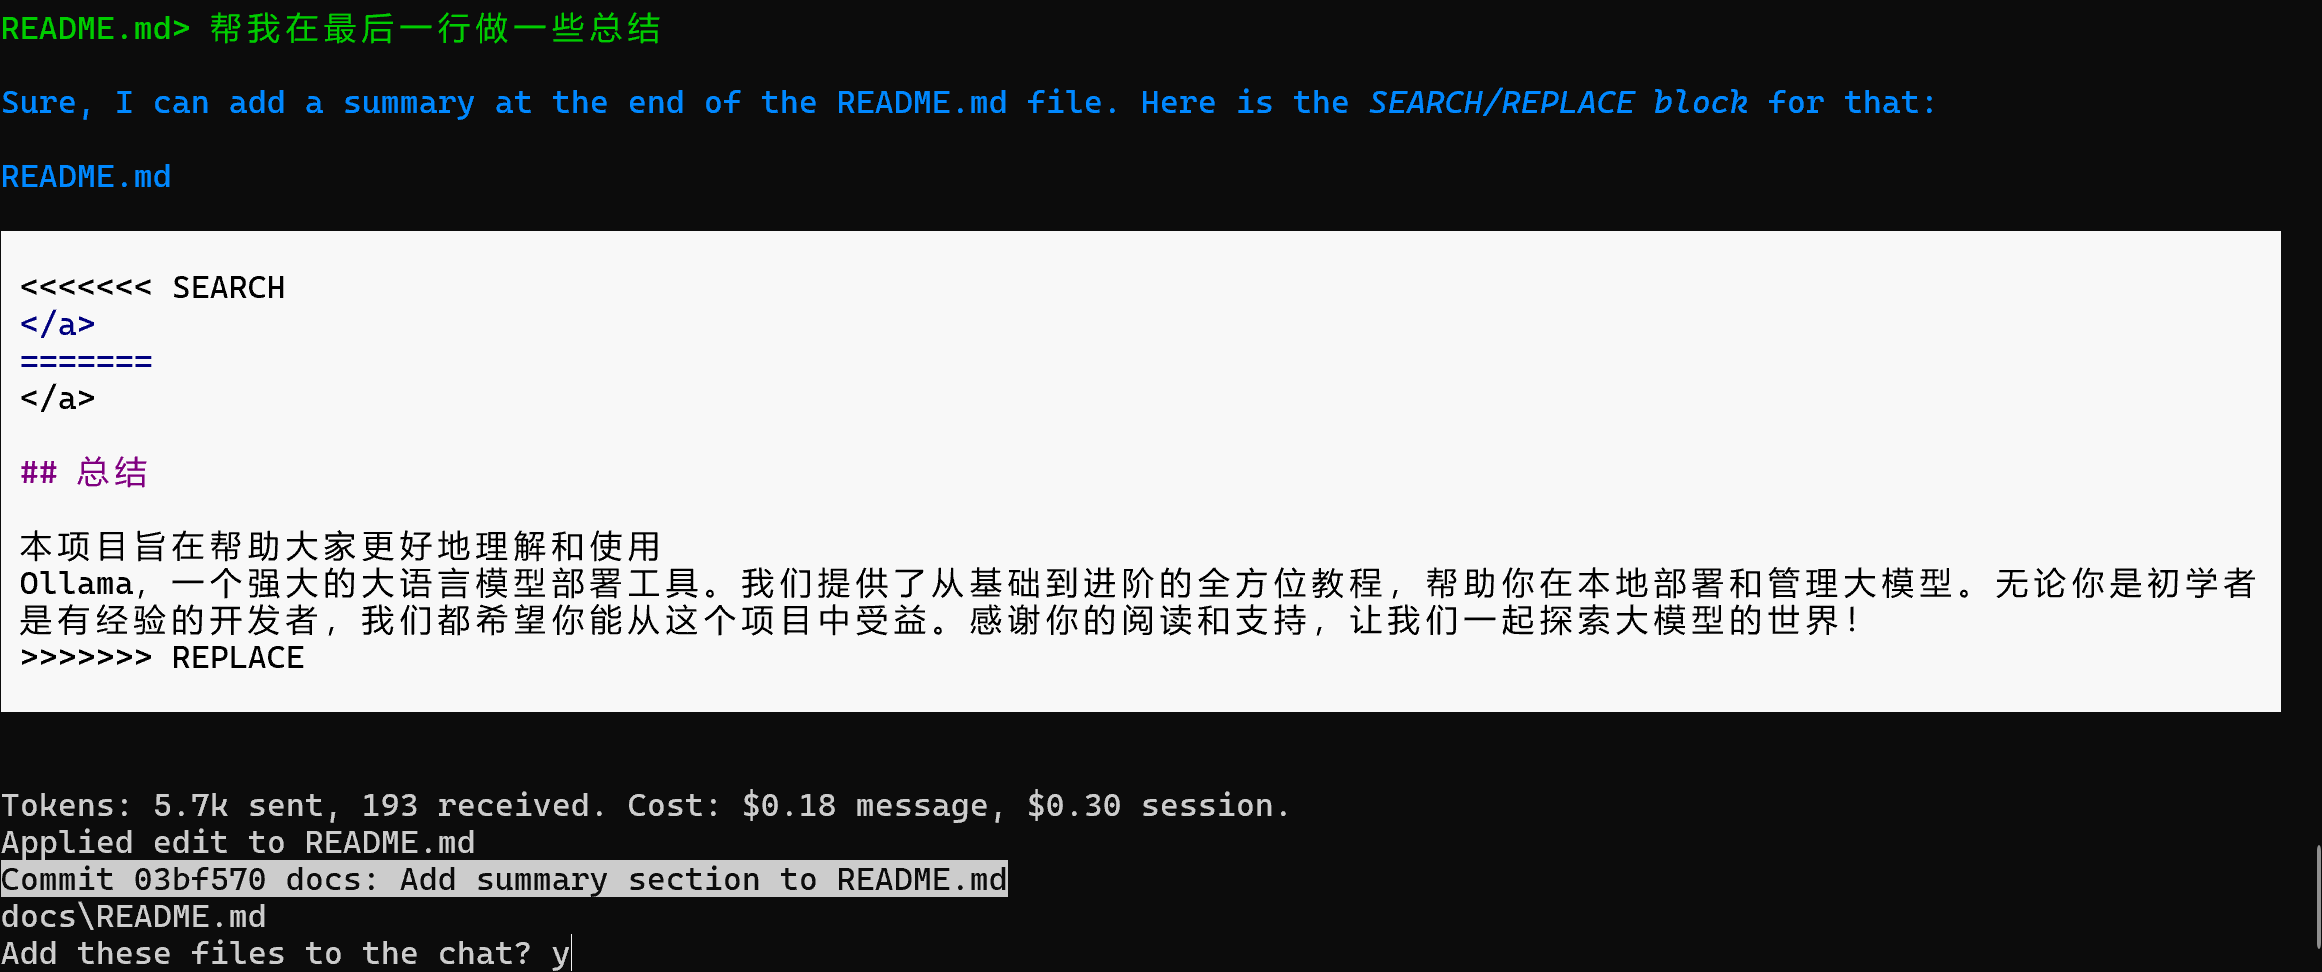 README.md> 帮我在最后一行做一些总结
Sure, I can add a summary at the end of the README.md file. Here is the SEARCH/REPLACE block for that:
README.md
<<<<<<< SEARCH
</a>
=======
</a>
## 总结
本项目旨在帮助大家更好地理解和使用
Ollama，一个强大的大语言模型部署工具。我们提供了从基础到进阶的全方位教程，帮助你在本地部署和管理大模型。无论你是初学者
是有经验的开发者，我们都希望你能从这个项目中受益。感谢你的阅读和支持，让我们一起探索大模型的世界！
>>>>>>> REPLACE
Tokens: 5.7k sent, 193 received. Cost: $0.18 message, $0.30 session.
Applied edit to README.md
Commit 03bf570 docs: Add summary section to README.md
docs\README.md
Add these files to the chat? y